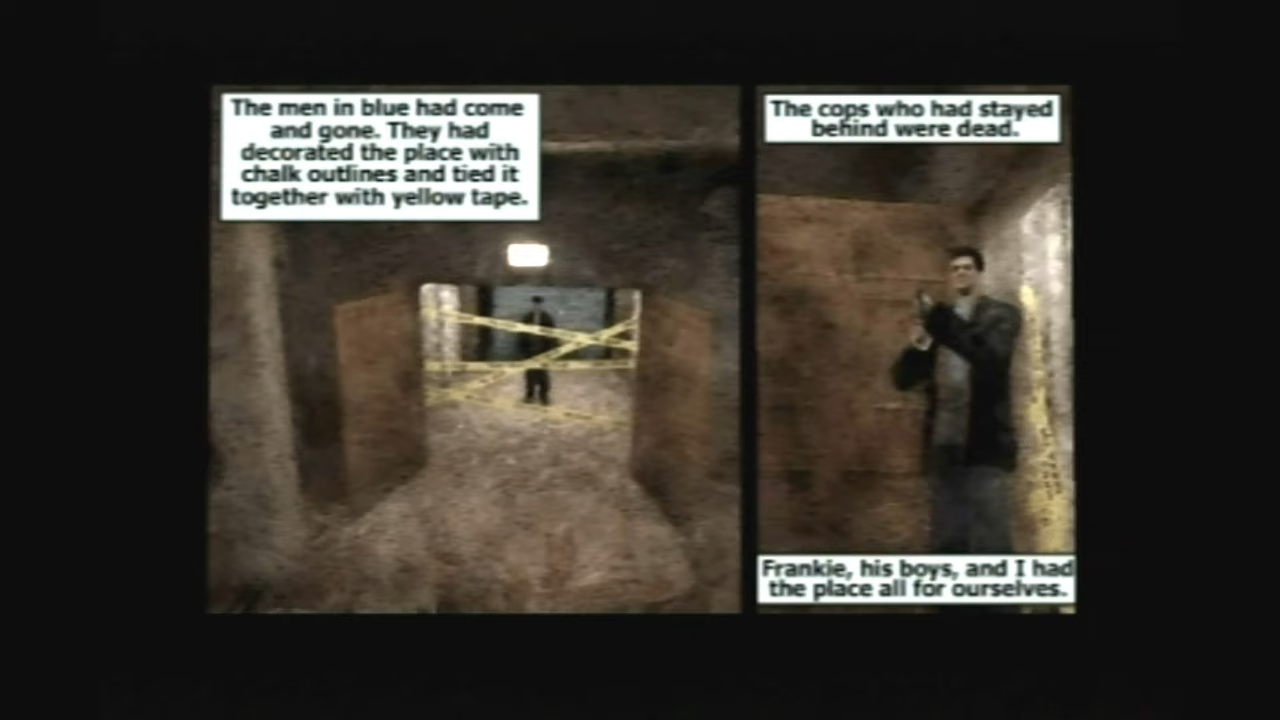 The men in blue had come
and gone. They had
decorated the place with
chalk outlines and tied it
together with yellow tape.
The cops who had stayed
behind were dead.
Frankie, his boys, and I had
the place all for ourselves.